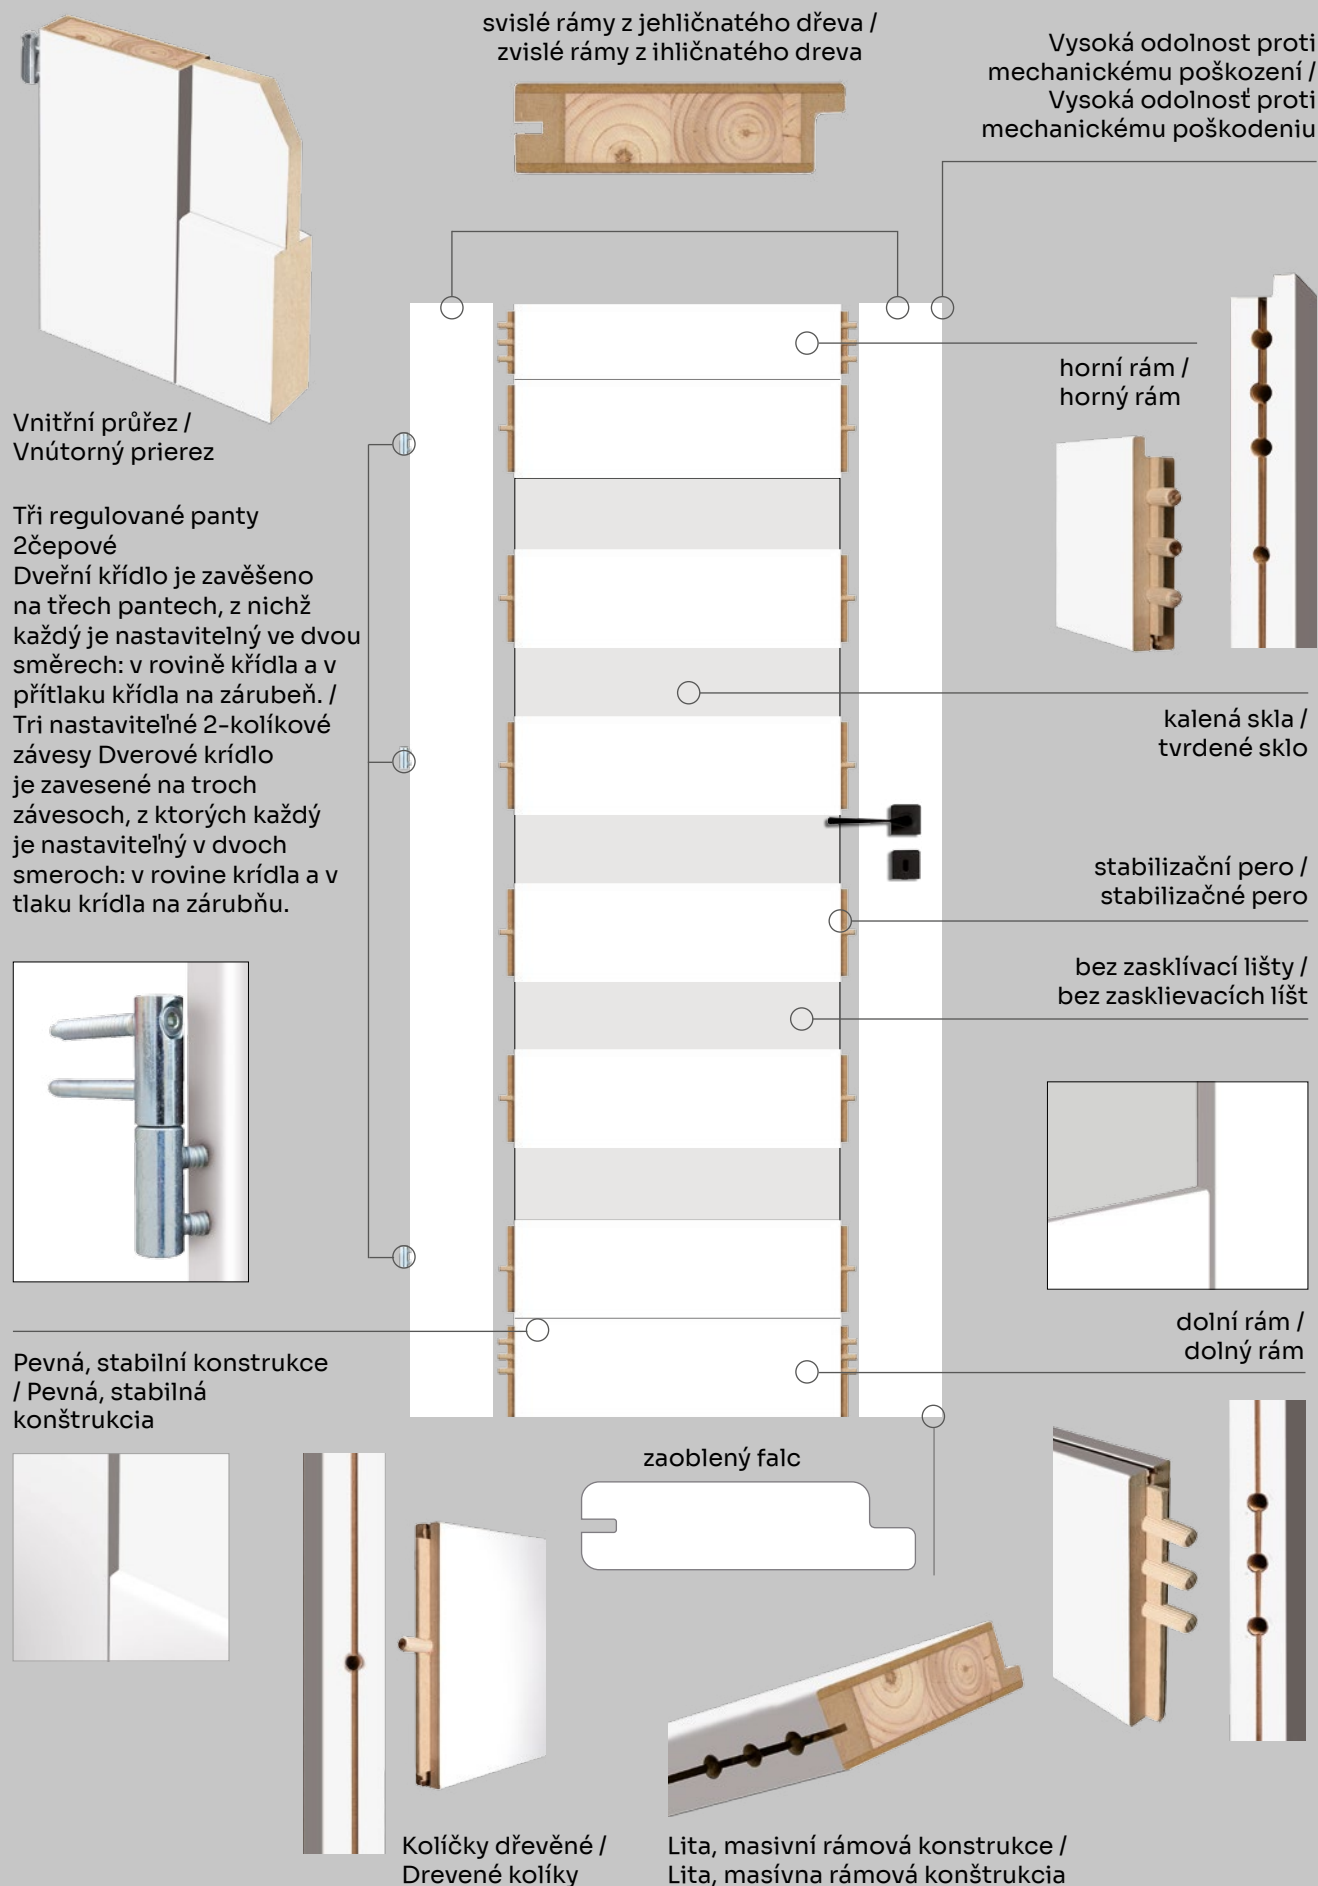 svislé rámy z jehličnatého dřeva /
zvislé rámy z ihličnatého dreva
Vysoká odolnost proti
mechanickému poškození /
Vysoká odolnosť proti
mechanickému poškodeniu
horní rám /
horný rám
Vnitřní průřez /
Vnútorný prierez
Tři regulované panty
2čepové
Dveřní křídlo je zavěšeno
na třech pantech, z nichž
každý je nastavitelný ve dvou
směrech: v rovině křídla a v
přítlaku křídla na zárubeň. /
Tri nastaviteľné 2-kolíkové
závesy Dverové krídlo
je zavesené na troch
závesoch, z ktorých každý
je nastaviteľný v dvoch
smeroch: v rovine krídla a v
tlaku krídla na zárubňu.
kalená skla /
tvrdené sklo
stabilizační pero /
stabilizačné pero
bez zasklívací lišty /
bez zasklievacích líšt
dolní rám /
dolný rám
Pevná, stabilní konstrukce
/ Pevná, stabilná
konštrukcia
zaoblený falc
Kolíčky dřevěné /
Drevené kolíky
Lita, masivní rámová konstrukce /
Lita, masívna rámová konštrukcia